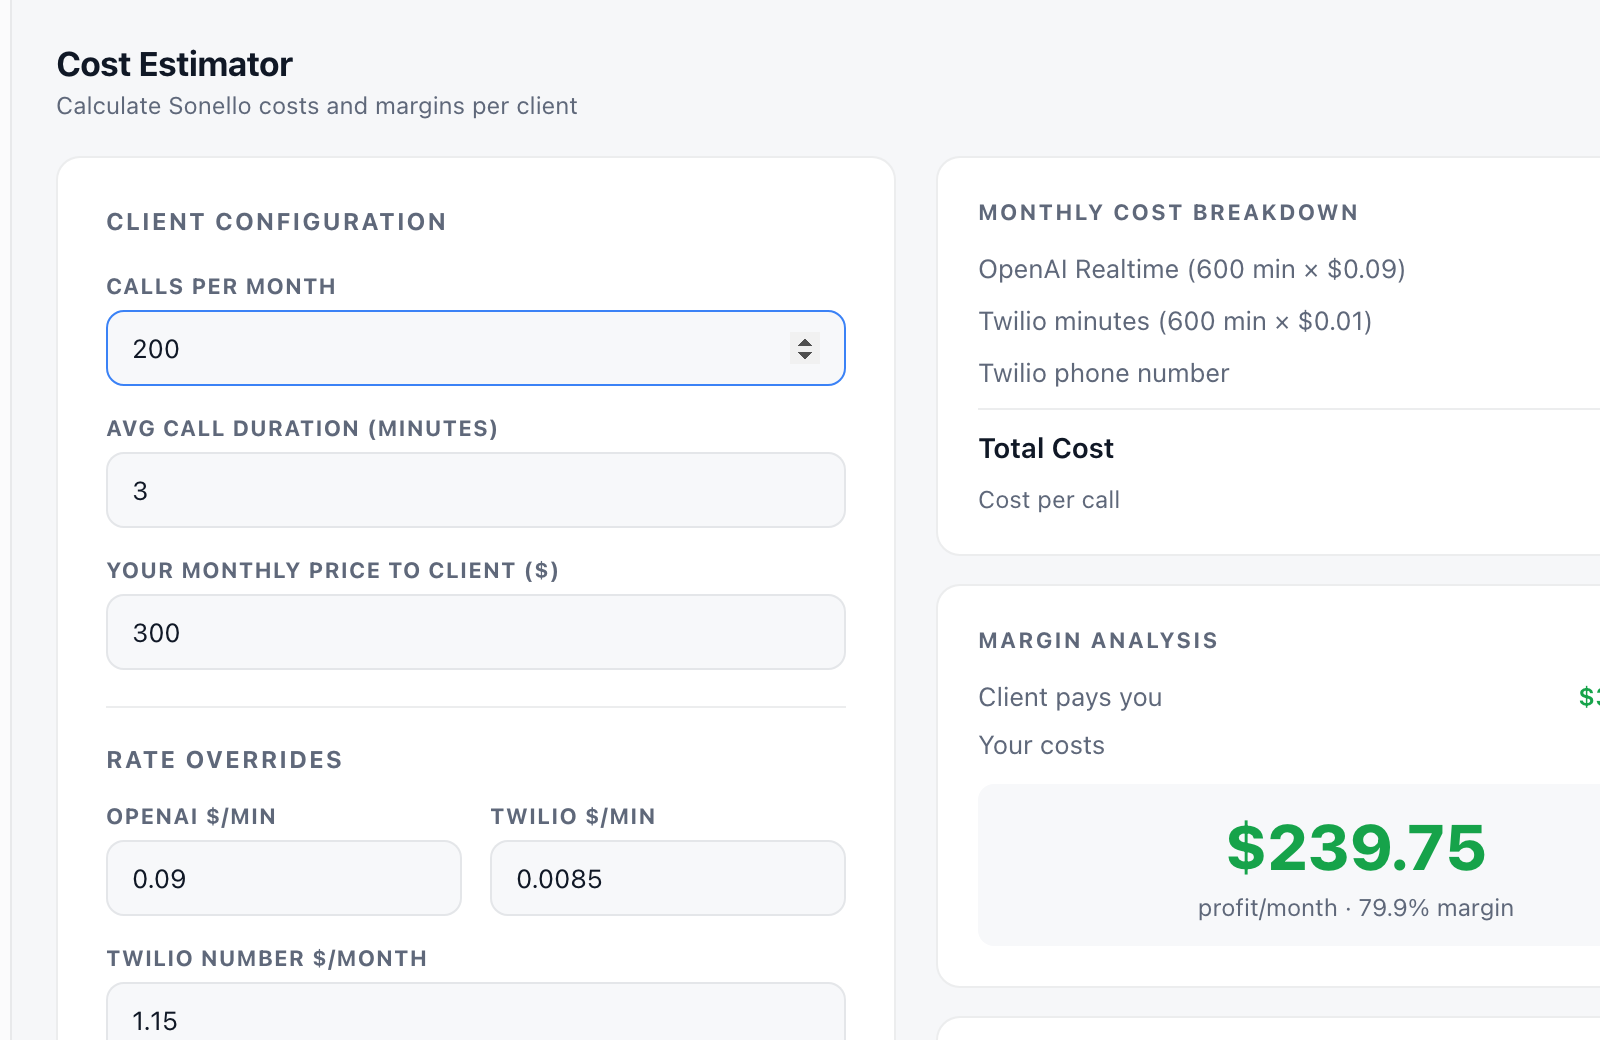 Cost Estimator
Calculate Sonello costs and margins per client
CLIENT CONFIGURATION
CALLS PER MONTH
200
AVG CALL DURATION (MINUTES)
3
YOUR MONTHLY PRICE TO CLIENT ($)
300
RATE OVERRIDES
OPENAI $/MIN
0.09
TWILIO $/MIN
0.0085
TWILIO NUMBER $/MONTH
1.15
MONTHLY COST BREAKDOWN
OpenAI Realtime (600 min × $0.09)
Twilio minutes (600 min × $0.01)
Twilio phone number
Total Cost
Cost per call
MARGIN ANALYSIS
Client pays you
Your costs
$239.75
profit/month · 79.9% margin